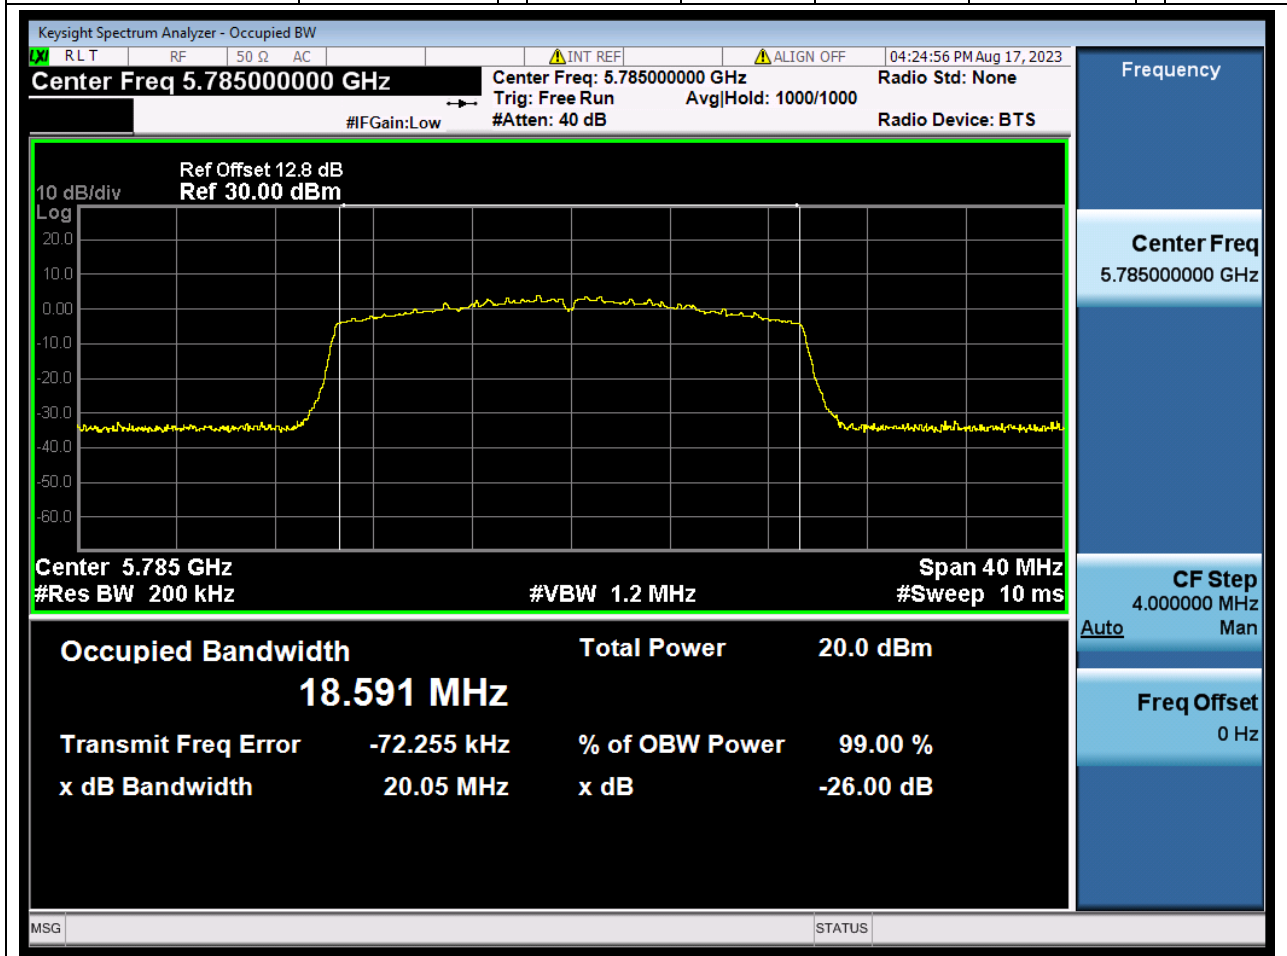 Keysight Spectrum Analyzer - Occupied BW
LXI RLT RF 50 Ω AC INT REF ALIGN OFF 04:24:56 PM Aug 17, 2023
Center Freq 5.785000000 GHz
Center Freq: 5.785000000 GHz Radio Std: None
Trig: Free Run Avg|Hold: 1000/1000
#IFGain:Low #Atten: 40 dB Radio Device: BTS
Ref Offset 12.8 dB
10 dB/div Ref 30.00 dBm
Log
20.0
10.0
0.00
-10.0
-20.0
-30.0
-40.0
-50.0
-60.0
Center 5.785 GHz Span 40 MHz
#Res BW 200 kHz #VBW 1.2 MHz #Sweep 10 ms
Occupied Bandwidth Total Power 20.0 dBm
18.591 MHz
Transmit Freq Error -72.255 kHz % of OBW Power 99.00 %
x dB Bandwidth 20.05 MHz x dB -26.00 dB
MSG STATUS
Frequency
Center Freq
5.785000000 GHz
CF Step
4.000000 MHz
Auto Man
Freq Offset
0 Hz